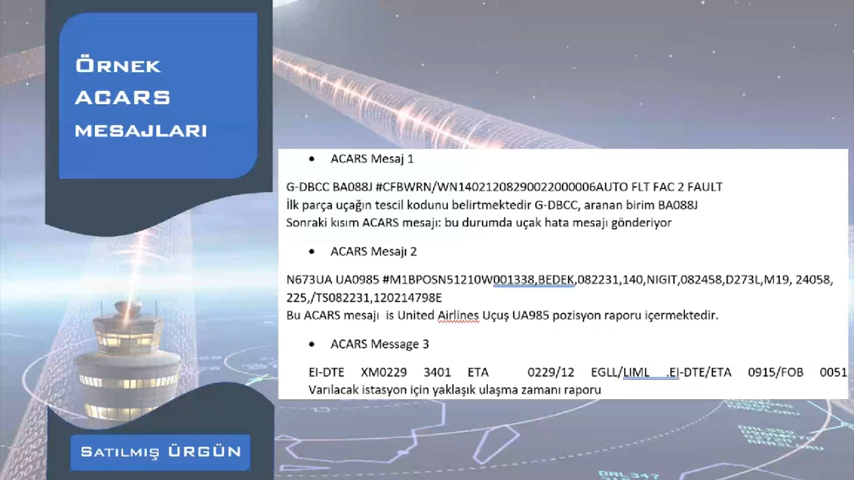 ÖRNEK
ACARS
MESAJLARI
• ACARS Mesaj 1
G-DBCC BA088J #CFBWRN/WN14021208290022000006AUTO FLT FAC 2 FAULT
İlk parça uçağın tescil kodunu belirtmektedir G-DBCC, aranan birim BA088J
Sonraki kısım ACARS mesajı: bu durumda uçak hata mesajı gönderiyor
• ACARS Mesajı 2
N673UA UA0985 #M1BPOSN51210W001338,BEDEK,082231,140,NIGIT,082458,D273L,M19, 24058,
225,/TS082231,120214798E
Bu ACARS mesajı is United Airlines Uçuş UA985 pozisyon raporu içermektedir.
• ACARS Message 3
EI-DTE XM0229 3401 ETA 0229/12 EGLL/LIML .EI-DTE/ETA 0915/FOB 0051
Varılacak istasyon için yaklaşık ulaşma zamanı raporu
SATILMIŞ ÜRGÜN
DAL347